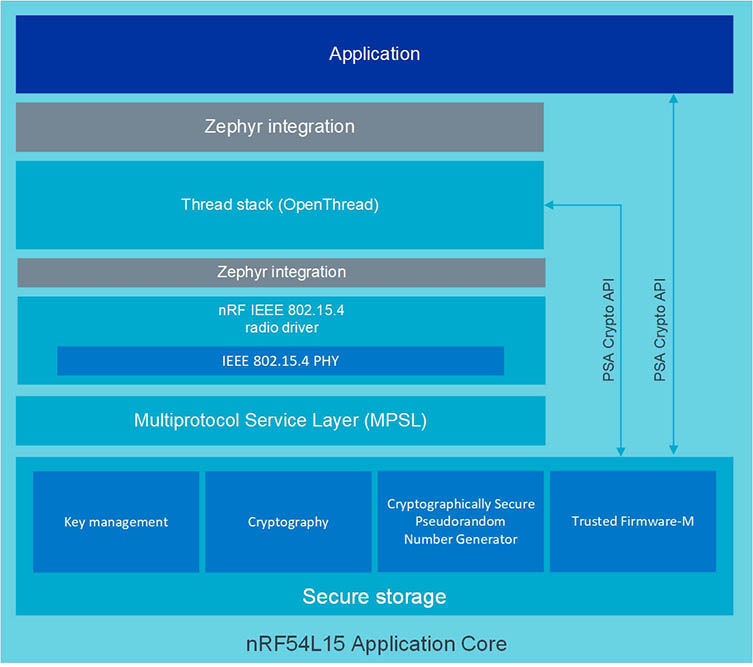 Application
Zephyr integration
Thread stack (OpenThread)
Zephyr integration
nRF IEEE 802.15.4
radio driver
IEEE 802.15.4 PHY
Multiprotocol Service Layer (MPSL)
PSA Crypto API
PSA Crypto API
Key management
Cryptography
Cryptographically Secure
Pseudorandom
Number Generator
Trusted Firmware-M
Secure storage
nRF54L15 Application Core